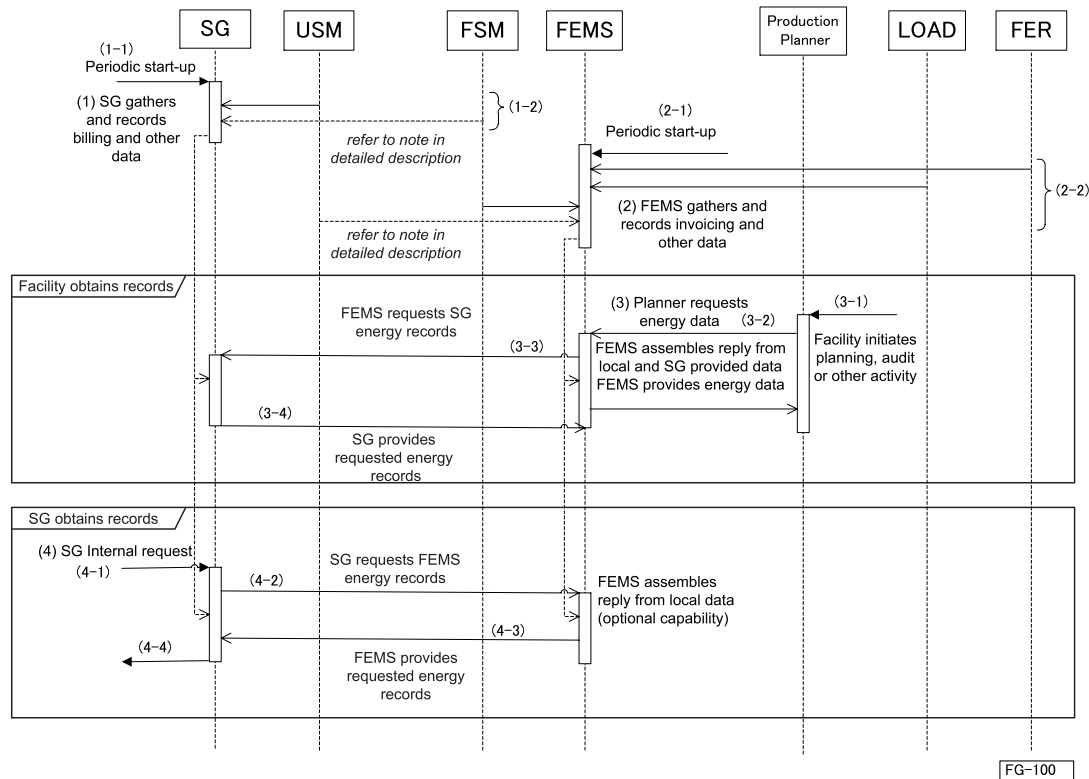 SG
USM
FSM
FEMS
Production
Planner
LOAD
FER
(1-1)
Periodic start-up
(1) SG gathers
and records
billing and other
data
(1-2)
refer to note in
detailed description
(2-1)
Periodic start-up
(2-2)
(2) FEMS gathers and
records invoicing and
other data
refer to note in
detailed description
Facility obtains records
FEMS requests SG
energy records
(3) Planner requests
energy data
(3-2)
(3-1)
Facility initiates
planning, audit
or other activity
(3-3)
FEMS assembles reply from
local and SG provided data
FEMS provides energy data
(3-4)
SG provides
requested energy
records
SG obtains records
(4) SG Internal request
(4-1)
SG requests FEMS
energy records
(4-2)
FEMS assembles
reply from local data
(optional capability)
(4-3)
(4-4)
FEMS provides
requested energy
records
FG-100